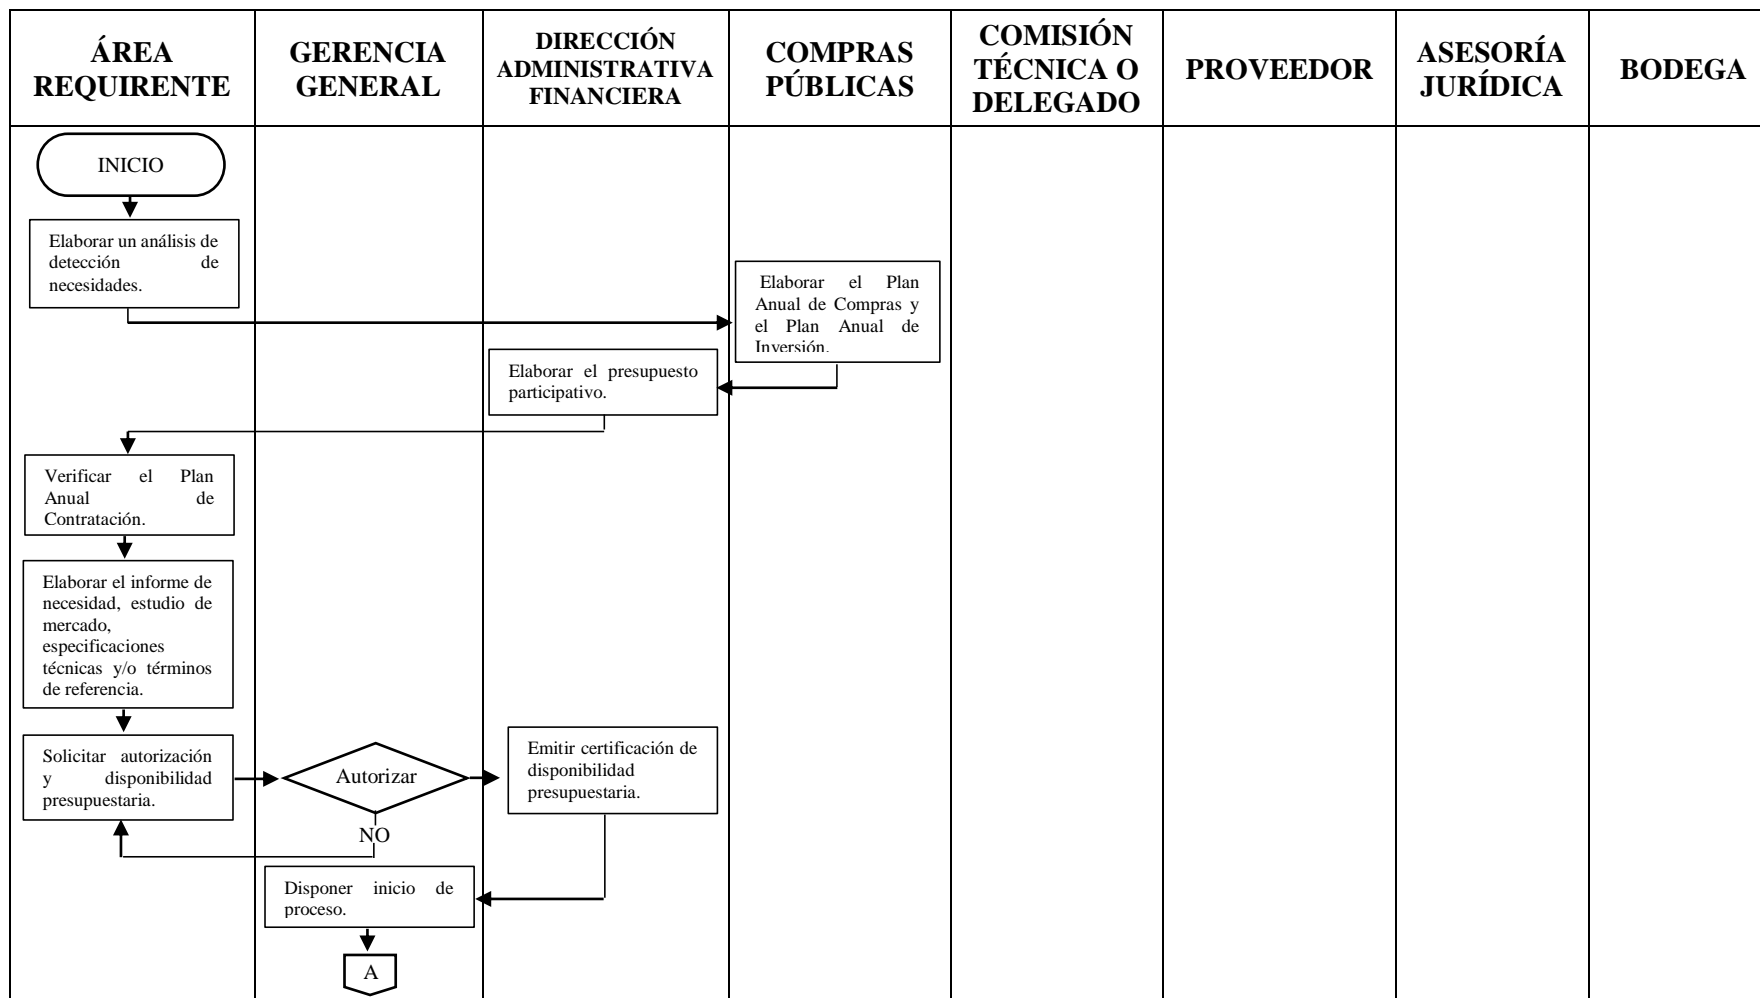 ÁREA
REQUIRENTE
GERENCIA
GENERAL
DIRECCIÓN
ADMINISTRATIVA
FINANCIERA
COMPRAS
PÚBLICAS
COMISIÓN
TÉCNICA O
DELEGADO
PROVEEDOR
ASESORÍA
JURÍDICA
BODEGA
INICIO
Elaborar un análisis de
detección de
necesidades.
Elaborar el Plan
Anual de Compras y
el Plan Anual de
Inversión.
Elaborar el presupuesto
participativo.
Verificar el Plan
Anual de
Contratación.
Elaborar el informe de
necesidad, estudio de
mercado,
especificaciones
técnicas y/o términos
de referencia.
Solicitar autorización
y disponibilidad
presupuestaria.
Autorizar
NO
Emitir certificación de
disponibilidad
presupuestaria.
Disponer inicio de
proceso.
A